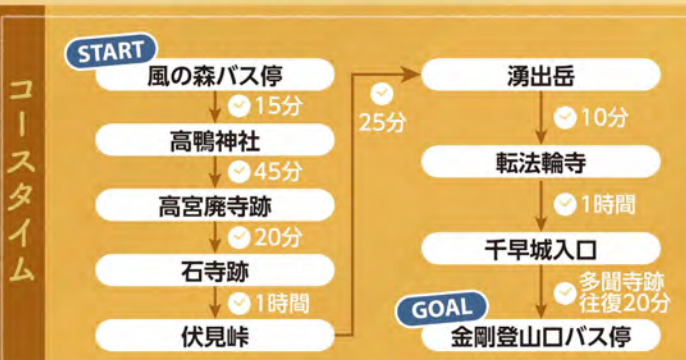 コースタイム
START
風の森バス停
15分
高鴨神社
45分
高宮廃寺跡
20分
石寺跡
1時間
伏見峠
25分
湧出岳
10分
転法輪寺
1時間
千早城入口
多聞寺跡
往復20分
GOAL
金剛登山口バス停